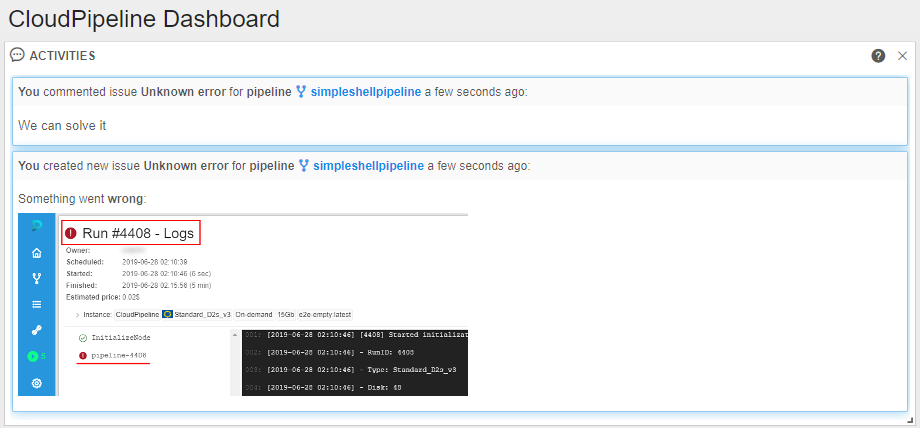 CloudPipeline Dashboard
ACTIVITIES
You commented issue Unknown error for pipeline simpleshellpipeline a few seconds ago:
We can solve it
You created new issue Unknown error for pipeline simpleshellpipeline a few seconds ago:
Something went wrong:
Run #4408 - Logs
Owner:
Scheduled: 2019-06-28 02:10:39
Started: 2019-06-28 02:10:46 (6 sec)
Finished: 2019-06-28 02:15:56 (5 min)
Estimated price: 0.02$
Instance: CloudPipeline Standard_D2s_v3 On-demand 15Gb e2e-empty:latest
InitializeNode
pipeline-4408
5
001: [2019-06-28 02:10:46] [4408] Started initializat
002: [2019-06-28 02:10:46] - RunID: 4408
003: [2019-06-28 02:10:46] - Type: Standard_D2s_v3
004: [2019-06-28 02:10:46] - Disk: 48